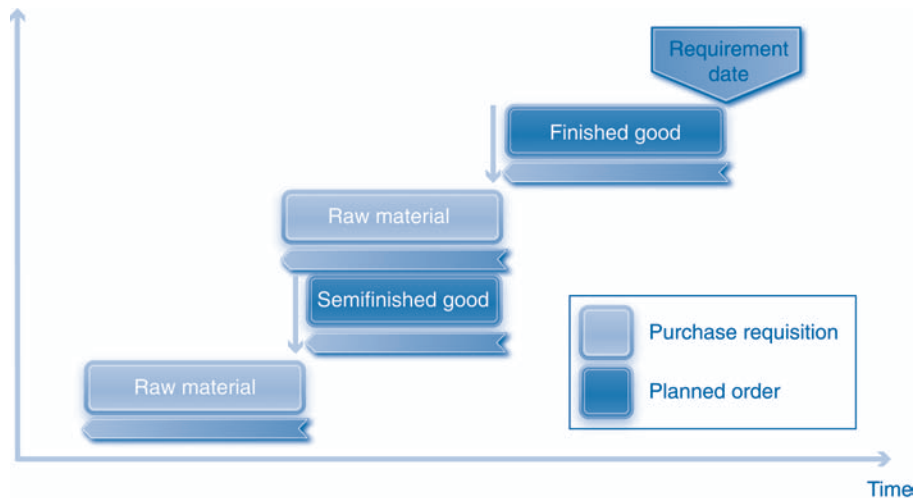 Requirement
date
Finished good
Raw material
Semifinished good
Raw material
Purchase requisition
Planned order
Time